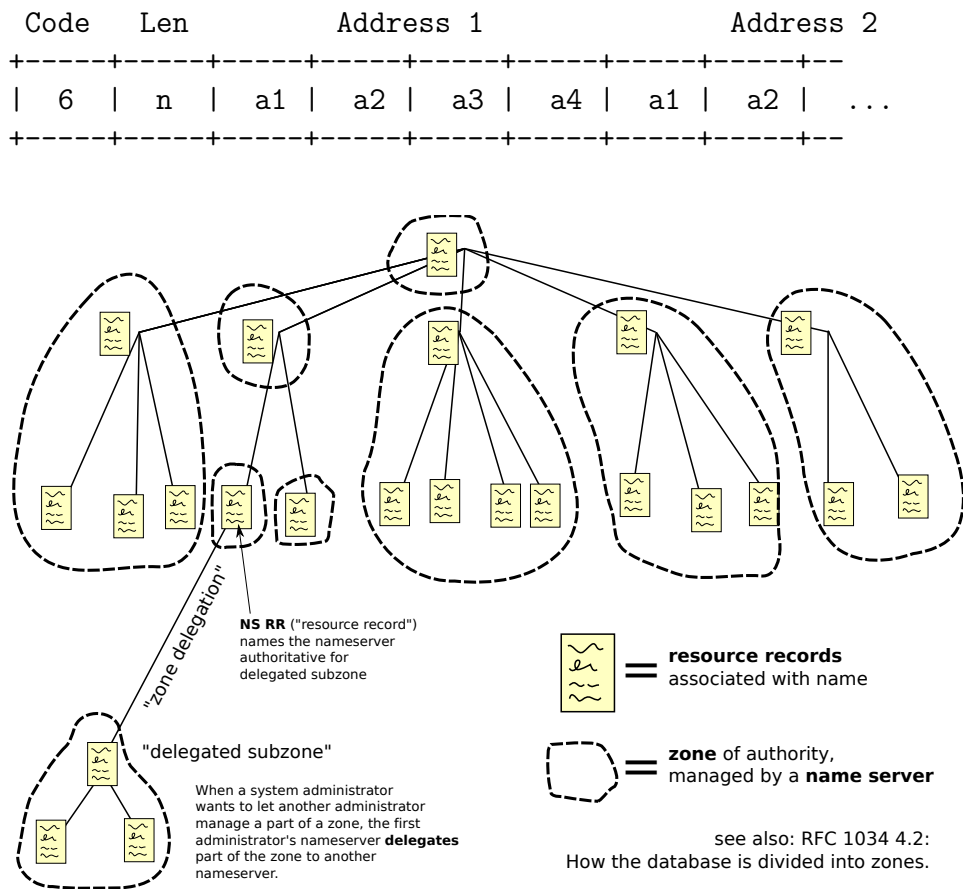 Code Len Address 1 Address 2
+-----+-----+-----+-----+-----+-----+-----+-----+--
| 6 | n | a1 | a2 | a3 | a4 | a1 | a2 | ...
+-----+-----+-----+-----+-----+-----+-----+-----+--
"zone delegation"
NS RR ("resource record")
names the nameserver
authoritative for
delegated subzone
= resource records
associated with name
"delegated subzone"
When a system administrator
wants to let another administrator
manage a part of a zone, the first
administrator's nameserver delegates
part of the zone to another
nameserver.
= zone of authority,
managed by a name server
see also: RFC 1034 4.2:
How the database is divided into zones.